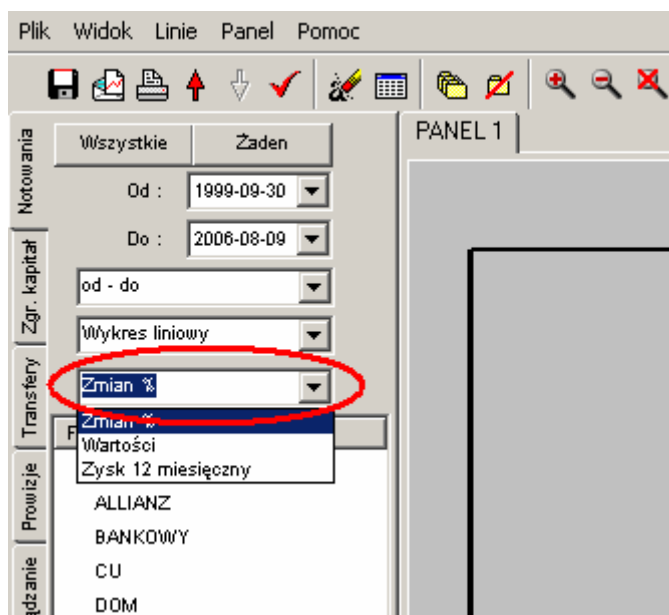 Plik Widok Linie Panel Pomoc
Notowania
Zgr. kapitał
Transfery
Prowizje
Wszystkie Żaden
Od : 1999-09-30
Do : 2006-08-09
od - do
Wykres liniowy
Zmian %
Zmian %
Wartości
Zysk 12 miesięczny
ALLIANZ
BANKOWY
CU
DOM
PANEL 1